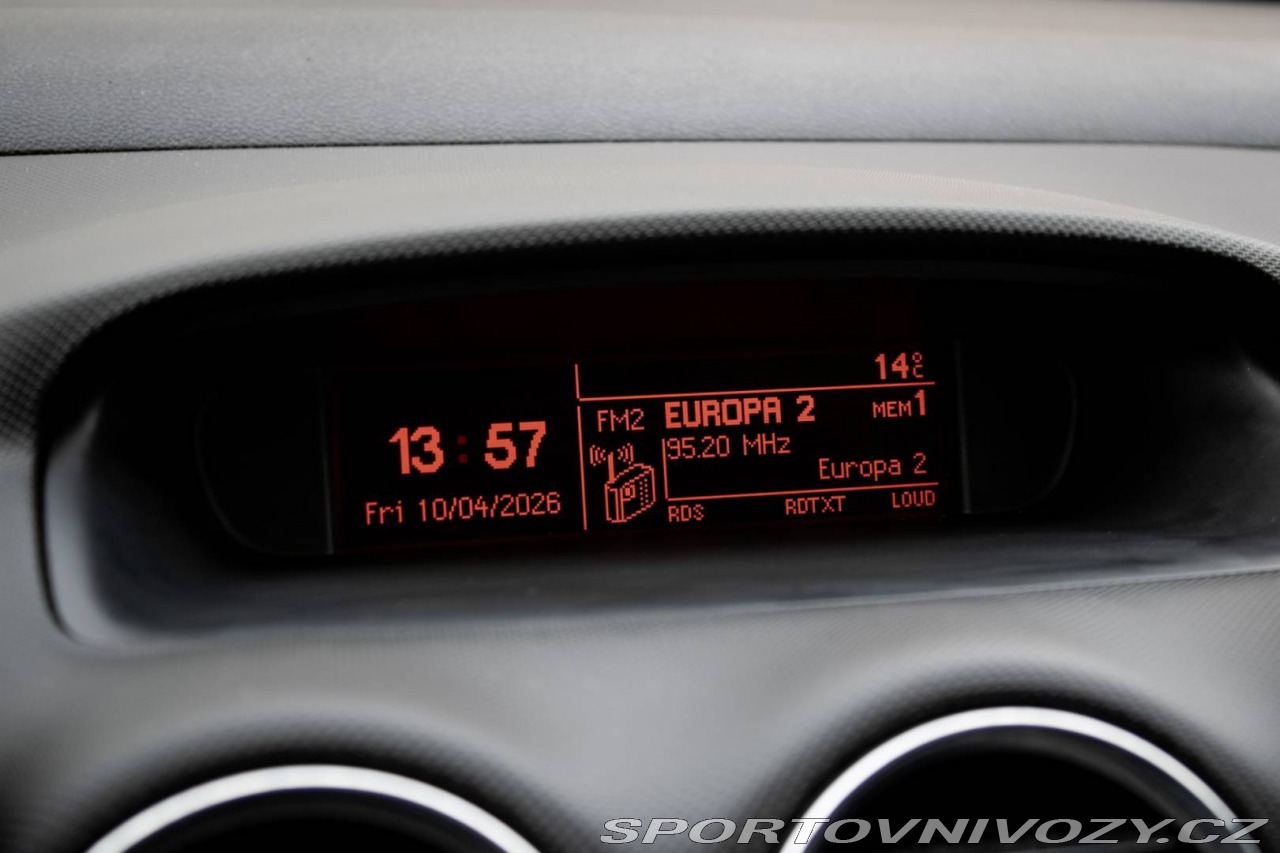 13:57
Fri 10/04/2026
14°C
FM2 EUROPA 2 MEM1
95.20 MHz
Europa 2
RDS RDTXT LOUD
SPORTOVNIVOZY.CZ